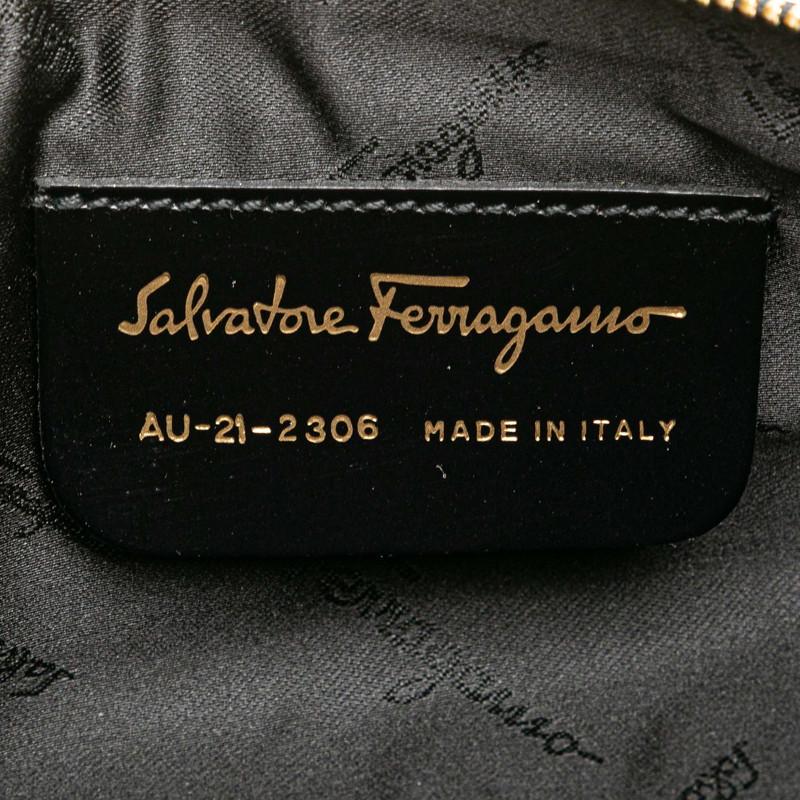 Salvatore Ferragamo
AU-21-2306 MADE IN ITALY